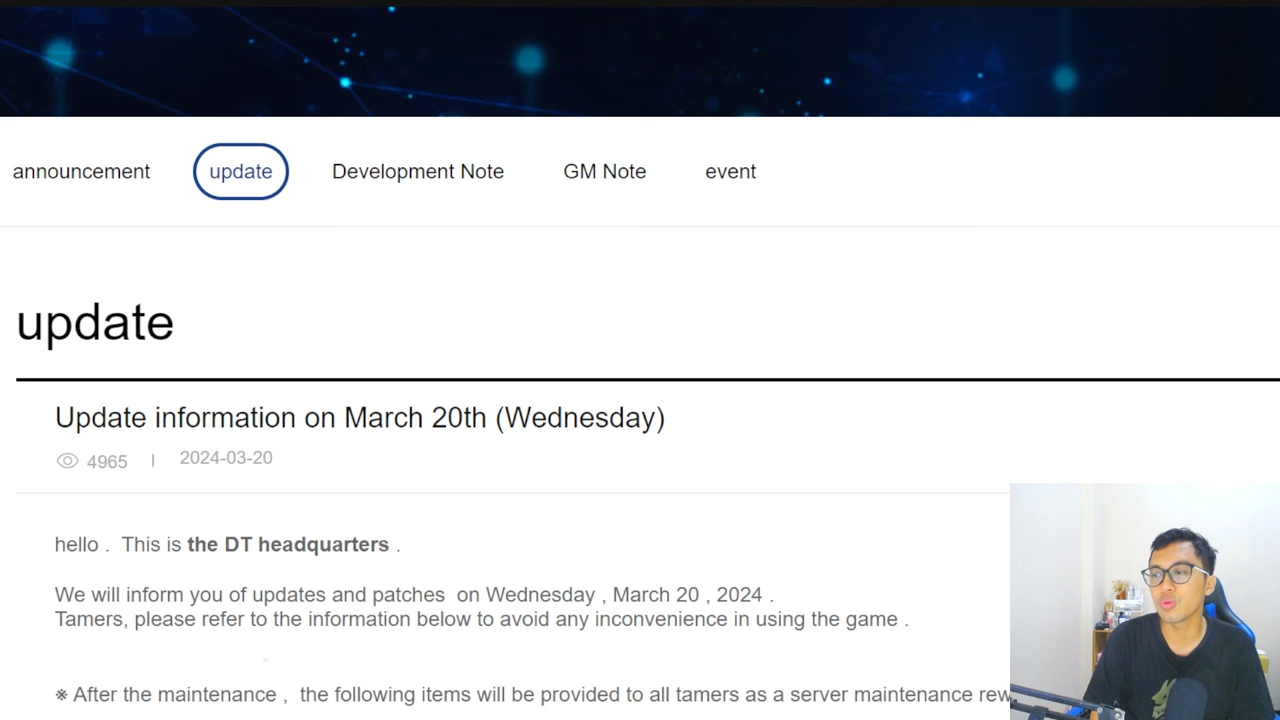 announcement update Development Note GM Note event
update
Update information on March 20th (Wednesday)
4965 | 2024-03-20
hello . This is the DT headquarters .
We will inform you of updates and patches on Wednesday , March 20 , 2024 .
Tamers, please refer to the information below to avoid any inconvenience in using the game .
※ After the maintenance , the following items will be provided to all tamers as a server maintenance rew